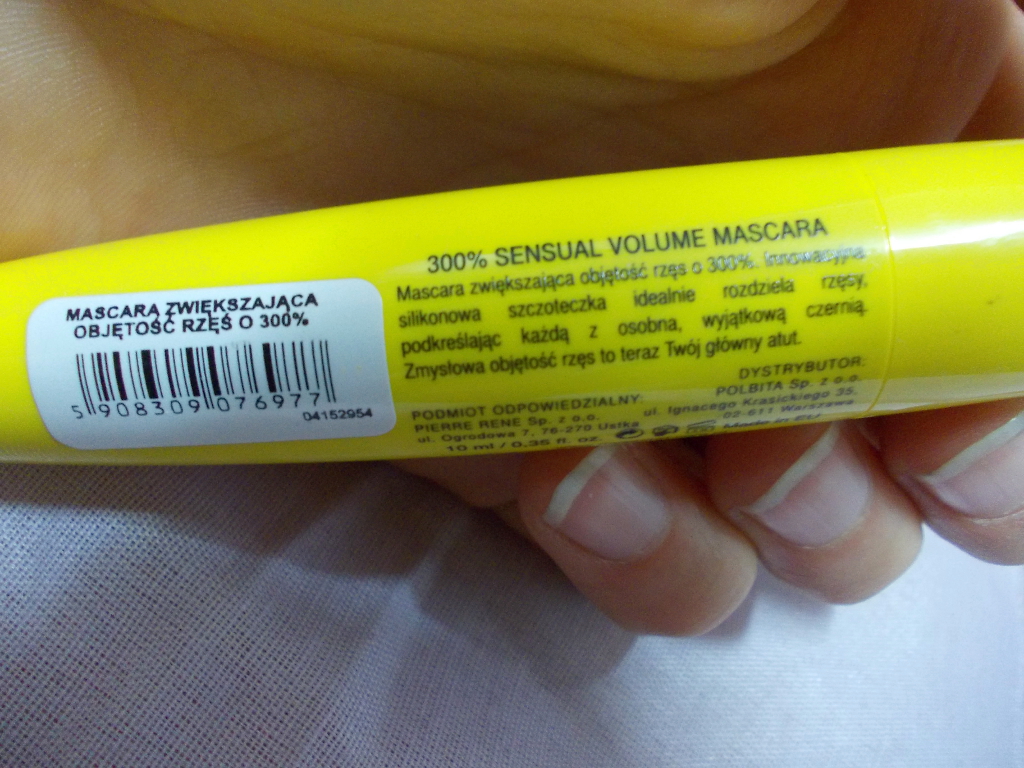 MASCARA ZWIĘKSZAJĄCA
OBJĘTOŚĆ RZĘS O 300%
5 908309 076977
04152954
300% SENSUAL VOLUME MASCARA
Mascara zwiększająca objętość rzęs o 300%. Innowacyjna
silikonowa szczoteczka idealnie rozdziela rzęsy,
podkreślając każdą z osobna, wyjątkową czernią.
Zmysłowa objętość rzęs to teraz Twój główny atut.
PODMIOT ODPOWIEDZIALNY:
PIERRE RENE Sp. z o.o.
ul. Ogrodowa 7, 76-270 Ustka
10 ml / 0.35 fl. oz.
DYSTRYBUTOR:
POLBITA Sp. z o.o.
ul. Ignacego Krasickiego 35,
02-611 Warszawa
Made in EU